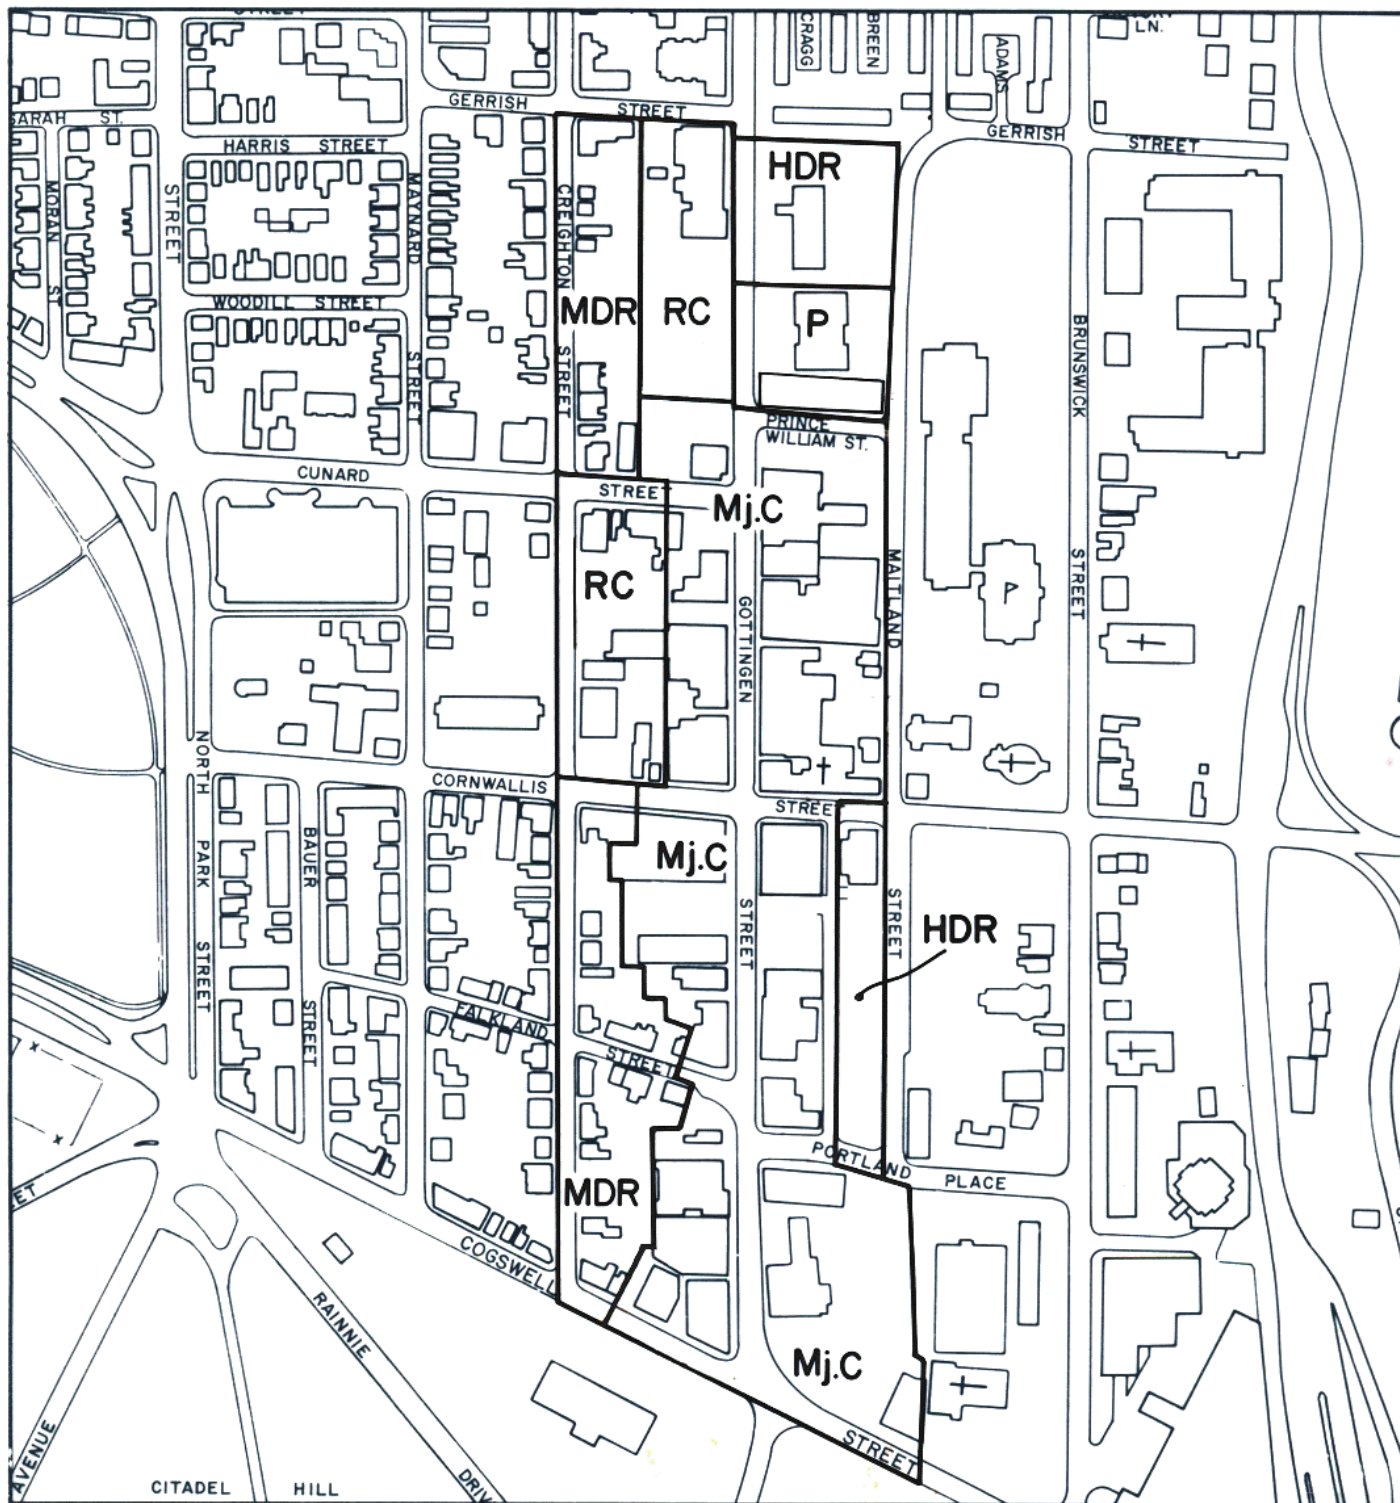 STREET
CRAGG
BREEN
ADAMS
LN.
GERRISH STREET
SARAH ST.
HARRIS STREET
GERRISH STREET
HDR
MORAN ST.
STREET
MAYNARD STREET
CREIGHTON STREET
WOODILL STREET
MDR
RC
P
BRUNSWICK STREET
PRINCE
WILLIAM ST.
CUNARD STREET
Mj.C
RC
GOTTINGEN STREET
MAITLAND STREET
NORTH PARK STREET
CORNWALLIS STREET
BAUER STREET
Mj.C
HDR
FALKLAND STREET
PORTLAND PLACE
MDR
COGSWELL STREET
RAINNIE DRIV
Mj.C
ET
AVENUE
CITADEL HILL